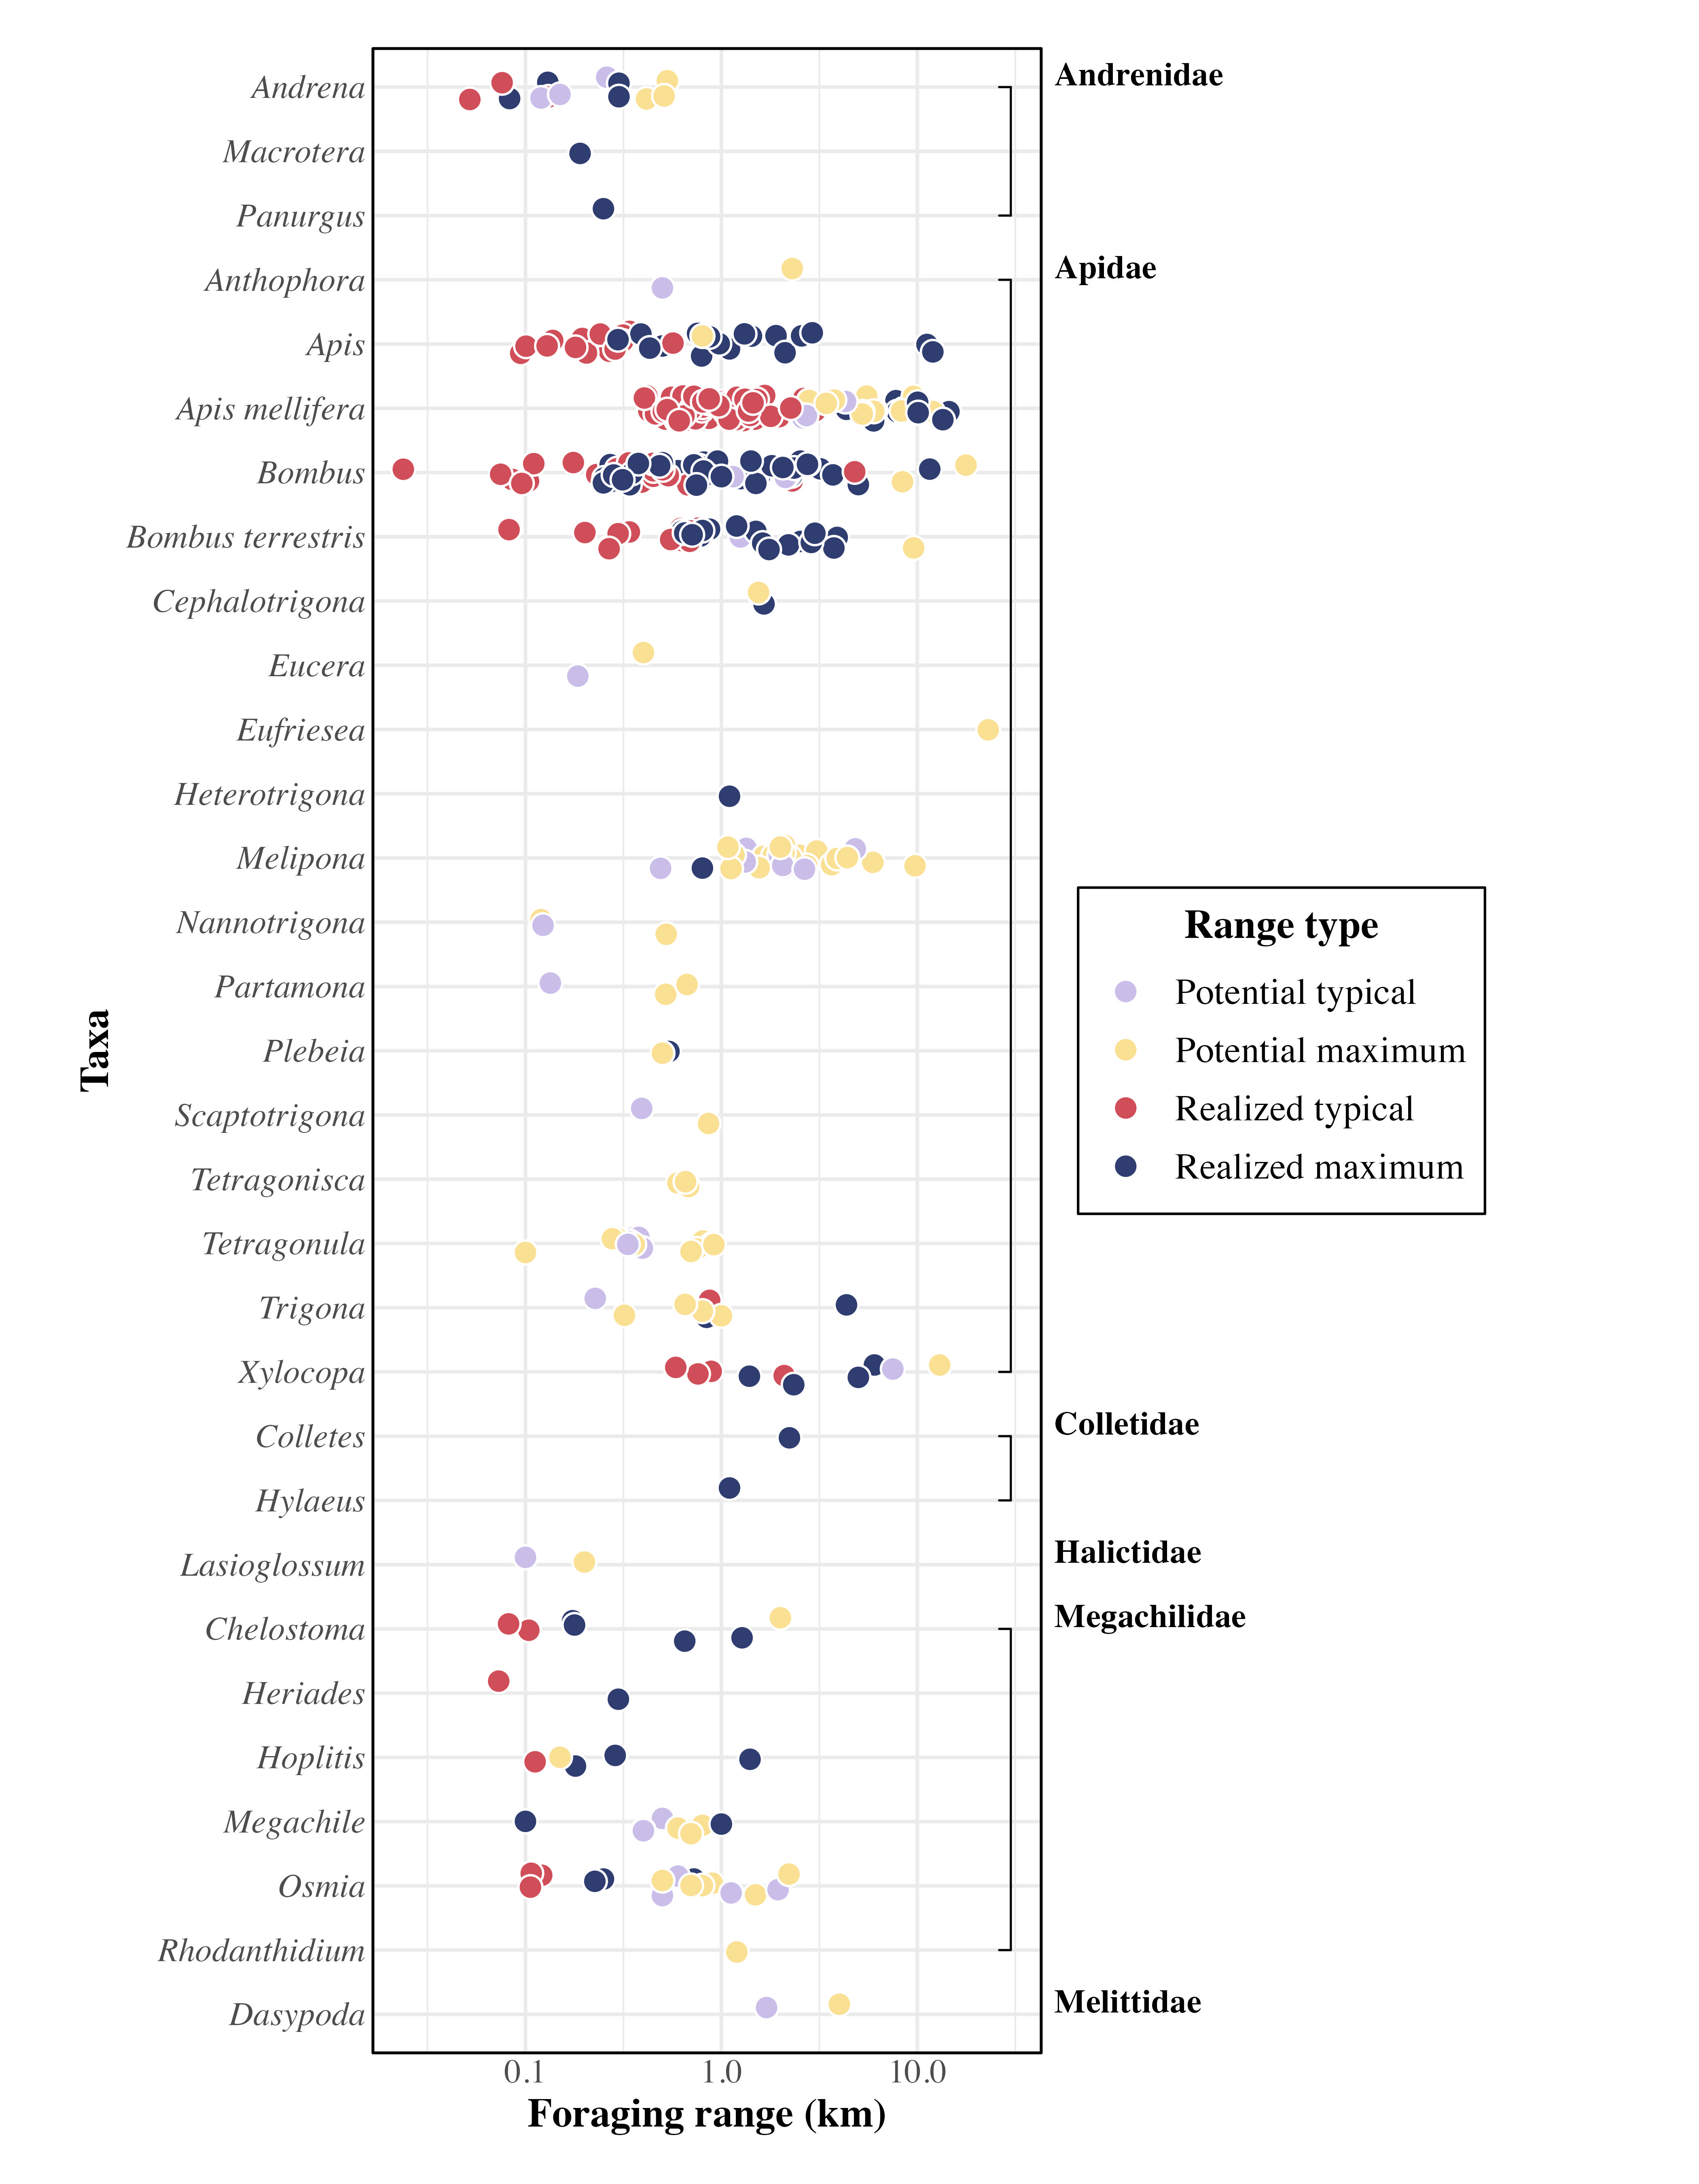 Andrena
Andrenidae
Macrotera
Panurgus
Anthophora
Apidae
Apis
Apis mellifera
Bombus
Bombus terrestris
Cephalotrigona
Eucera
Eufriesea
Heterotrigona
Melipona
Nannotrigona
Partamona
Plebeia
Scaptotrigona
Tetragonisca
Tetragonula
Trigona
Xylocopa
Colletes
Colletidae
Hylaeus
Lasioglossum
Halictidae
Chelostoma
Megachilidae
Heriades
Hoplitis
Megachile
Osmia
Rhodanthidium
Dasypoda
Melittidae
Taxa
0.1 1.0 10.0
Foraging range (km)
Range type
Potential typical
Potential maximum
Realized typical
Realized maximum